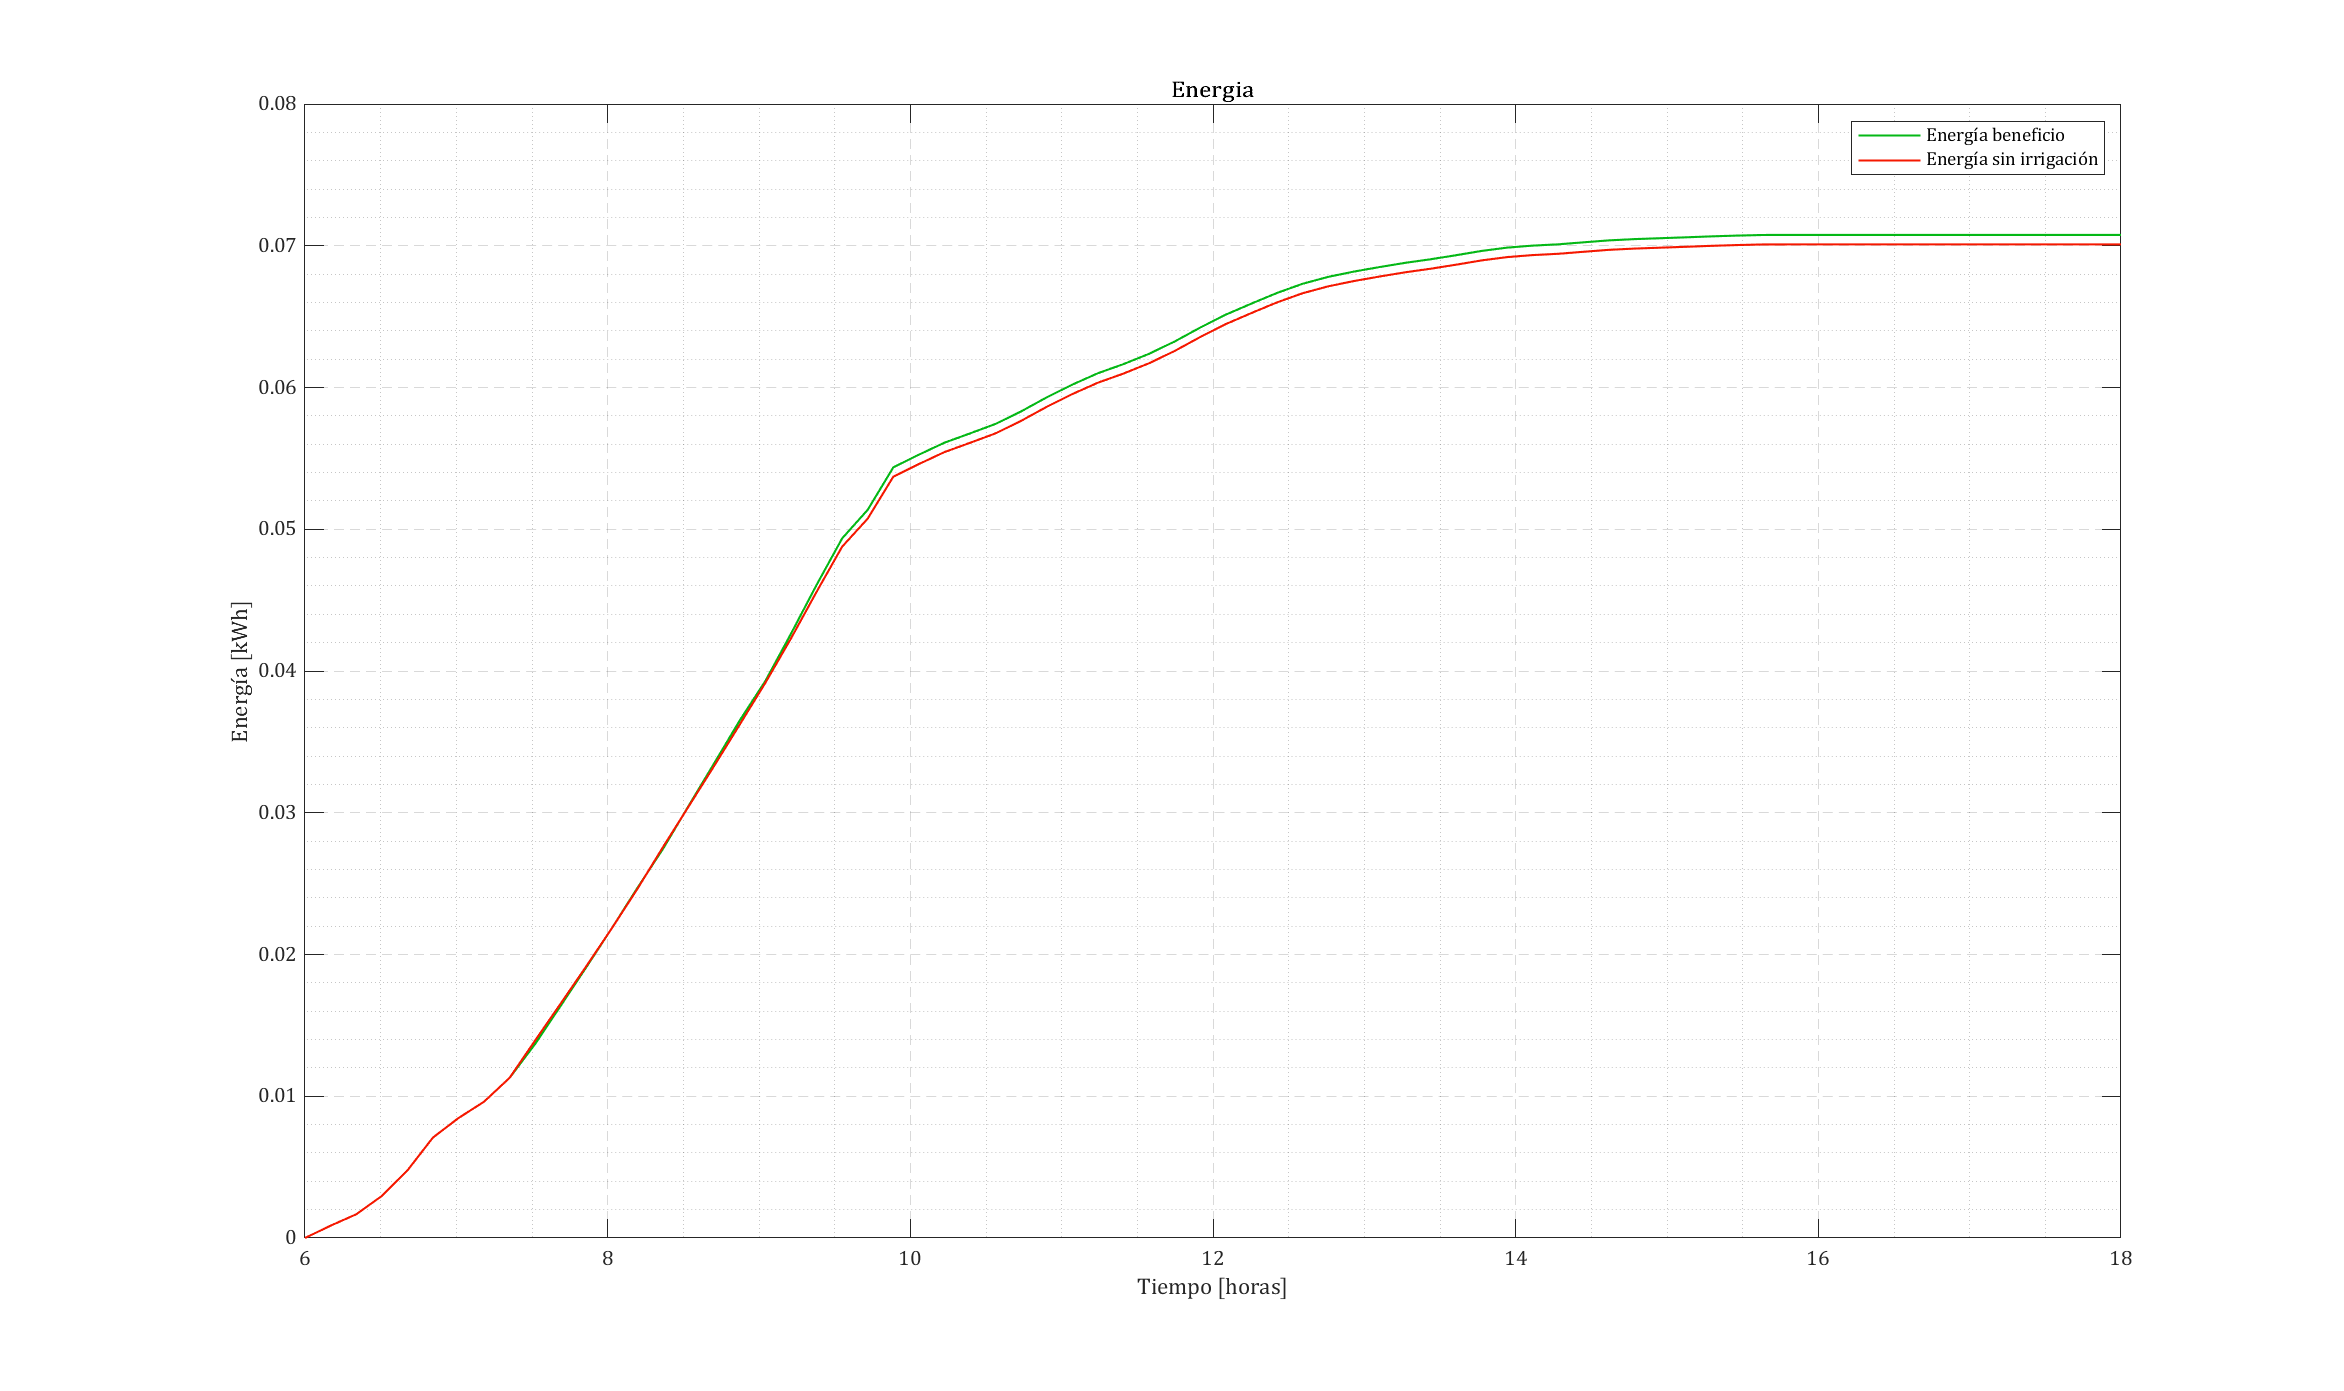 Energia
0.08
0.07
0.06
0.05
0.04
0.03
0.02
0.01
0
Energía [kWh]
6 8 10 12 14 16 18
Tiempo [horas]
Energía beneficio
Energía sin irrigación